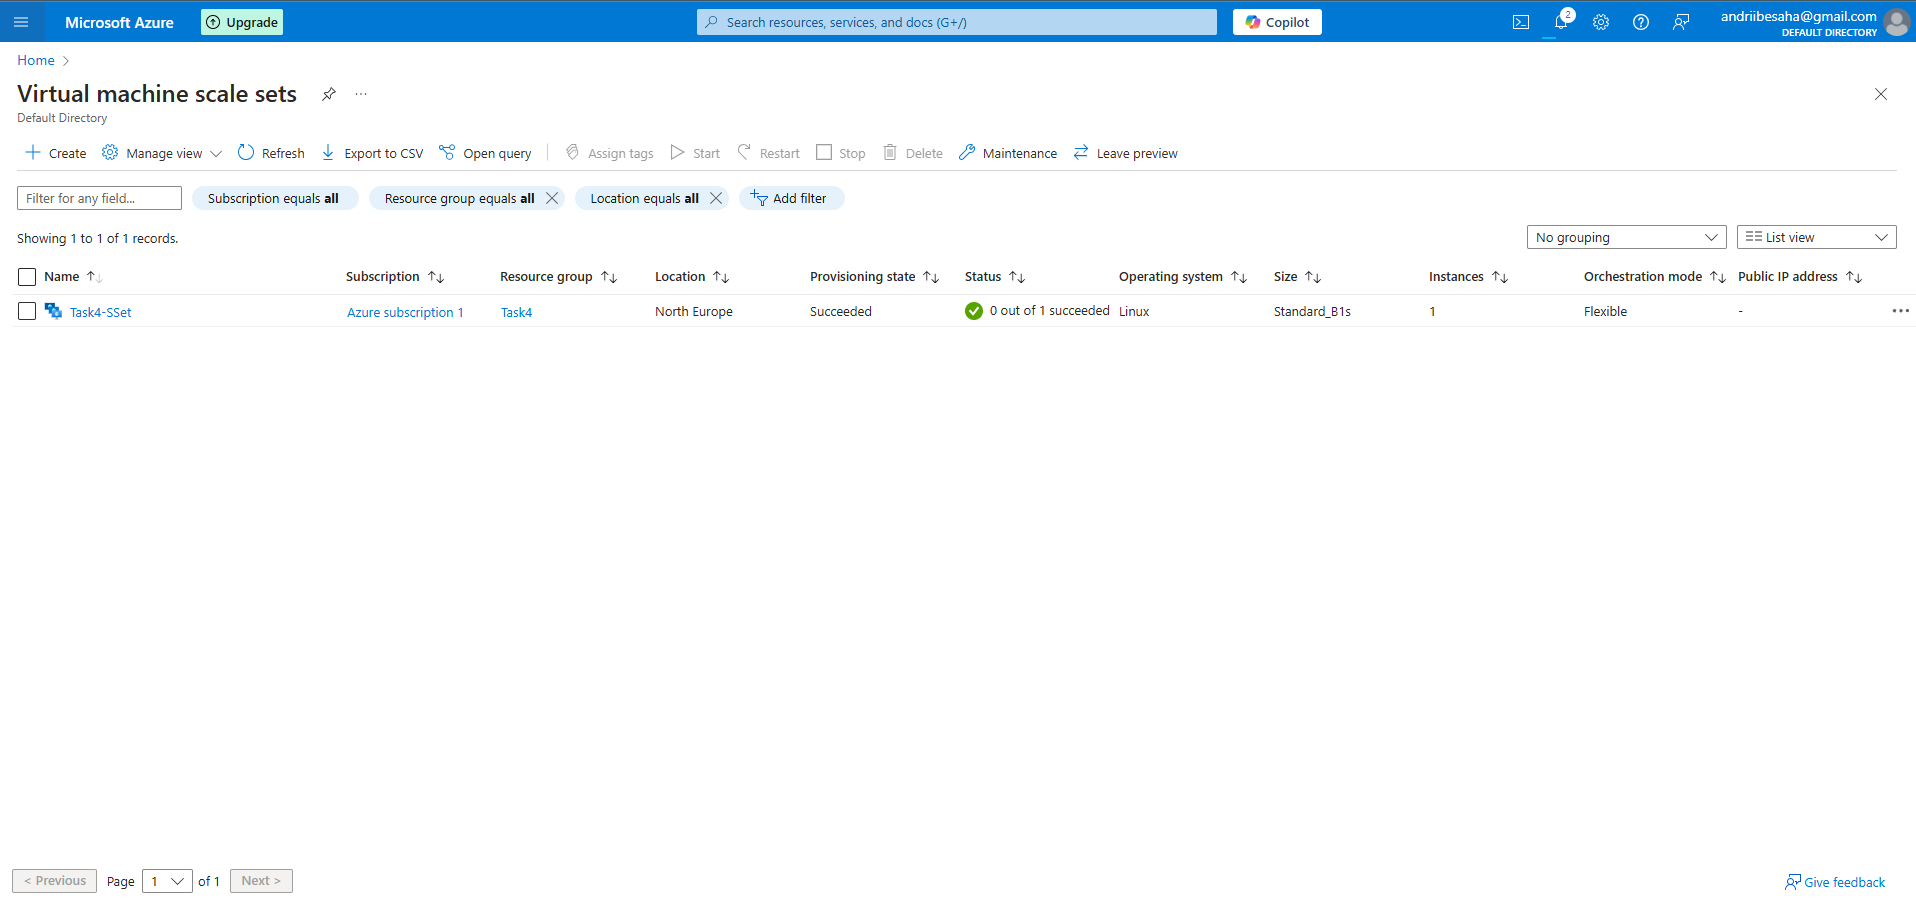 Microsoft Azure
Upgrade
Search resources, services, and docs (G+/)
Copilot
2
andriibesaha@gmail.com
DEFAULT DIRECTORY
Home
Virtual machine scale sets
Default Directory
Create Manage view Refresh Export to CSV Open query Assign tags Start Restart Stop Delete Maintenance Leave preview
Filter for any field... Subscription equals all Resource group equals all Location equals all Add filter
Showing 1 to 1 of 1 records. No grouping List view
Name Subscription Resource group Location Provisioning state Status Operating system Size Instances Orchestration mode Public IP address
Task4-SSet Azure subscription 1 Task4 North Europe Succeeded 0 out of 1 succeeded Linux Standard_B1s 1 Flexible -
< Previous Page 1 of 1 Next > Give feedback